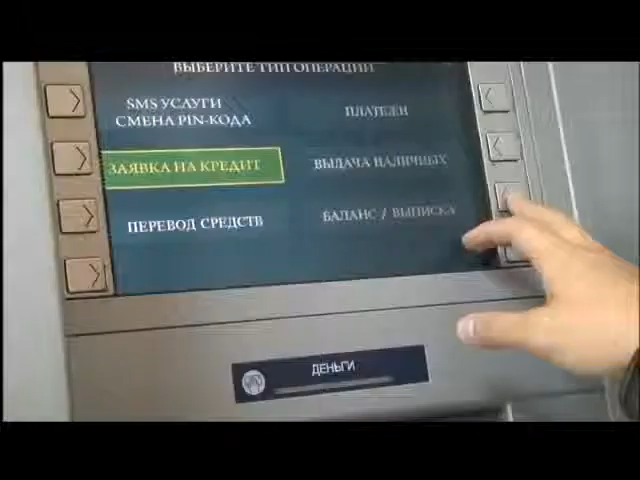 ВЫБЕРИТЕ ТИП ОПЕРАЦИИ
SMS УСЛУГИ
СМЕНА PIN-КОДА
ПЛАТЕЖИ
ЗАЯВКА НА КРЕДИТ
ВЫДАЧА НАЛИЧНЫХ
ПЕРЕВОД СРЕДСТВ
БАЛАНС / ВЫПИСКА
ДЕНЬГИ